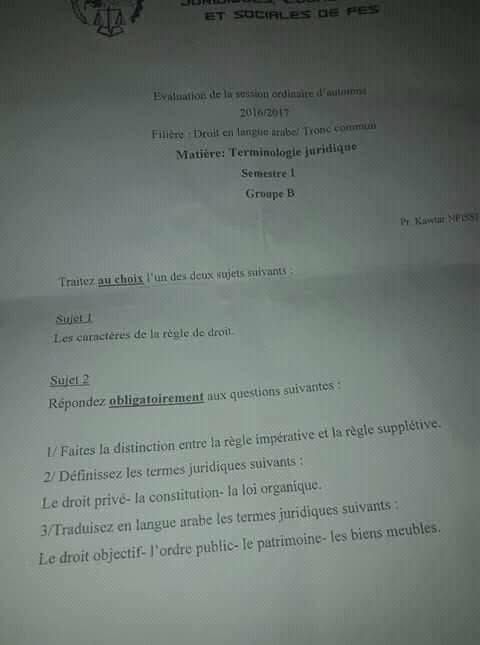 ET SOCIALES DE FES
Evaluation de la session ordinaire d'automne
2016/2017
Filière : Droit en langue arabe/ Tronc commun
Matière: Terminologie juridique
Semestre 1
Groupe B
Pr. Kawtar
Traitez au choix l'un des deux sujets suivants :
Sujet 1
Les caractères de la règle de droit.
Sujet 2
Répondez obligatoirement aux questions suivantes :
1/ Faites la distinction entre la règle impérative et la règle supplétive.
2/ Définissez les termes juridiques suivants :
Le droit privé- la constitution- la loi organique.
3/Traduisez en langue arabe les termes juridiques suivants :
Le droit objectif- l'ordre public- le patrimoine- les biens meubles.